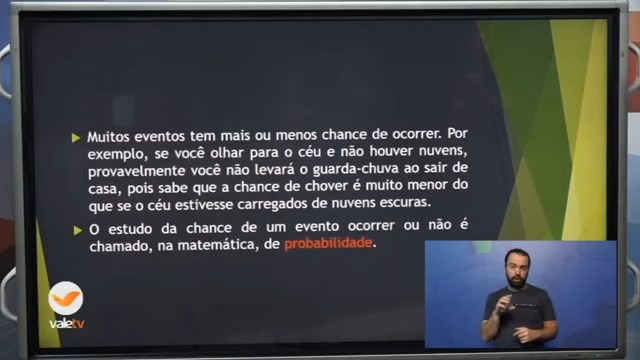 Muitos eventos tem mais ou menos chance de ocorrer. Por
exemplo, se você olhar para o céu e não houver nuvens,
provavelmente você não levará o guarda-chuva ao sair de
casa, pois sabe que a chance de chover é muito menor do
que se o céu estivesse carregados de nuvens escuras.
O estudo da chance de um evento ocorrer ou não é
chamado, na matemática, de probabilidade.
valetv